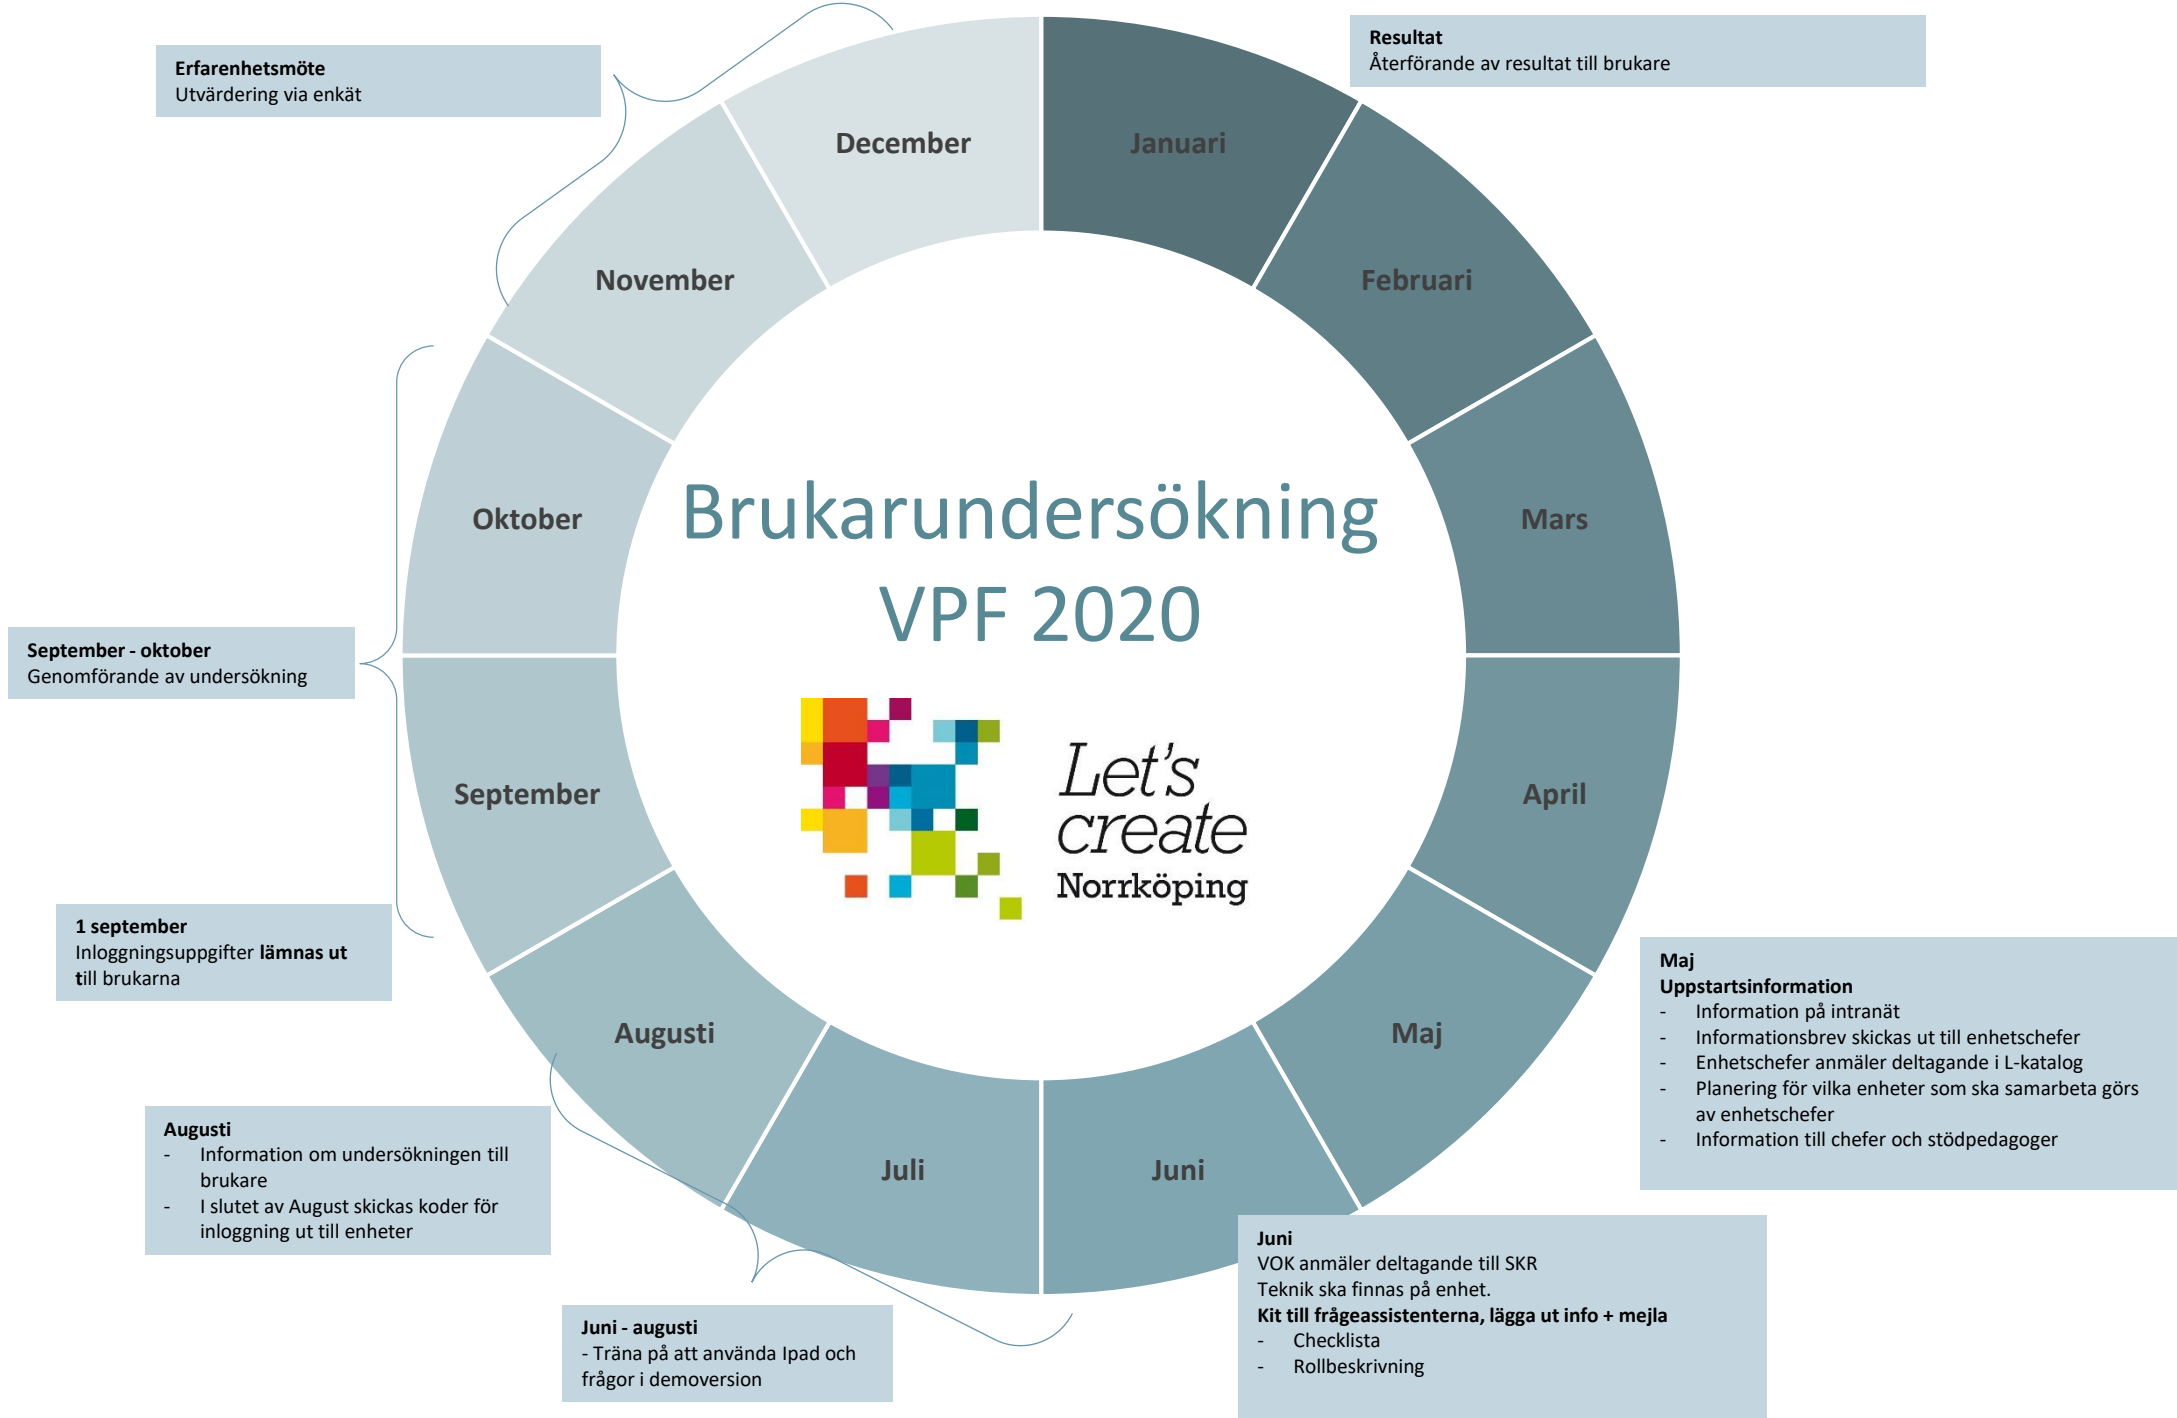 Erfarenhetsmöte
Utvärdering via enkät
Resultat
Återförande av resultat till brukare
December
Januari
November
Februari
Oktober
Mars
Brukarundersökning
VPF 2020
September - oktober
Genomförande av undersökning
Let's
create
Norrköping
September
April
1 september
Inloggningsuppgifter lämnas ut
till brukarna
Maj
Uppstartsinformation
- Information på intranät
- Informationsbrev skickas ut till enhetschefer
- Enhetschefer anmäler deltagande i L-katalog
- Planering för vilka enheter som ska samarbeta görs
av enhetschefer
- Information till chefer och stödpedagoger
Augusti
Maj
Juli
Juni
Augusti
- Information om undersökningen till
brukare
- I slutet av August skickas koder för
inloggning ut till enheter
Juni
VOK anmäler deltagande till SKR
Teknik ska finnas på enhet.
Kit till frågeassistenterna, lägga ut info + mejla
- Checklista
- Rollbeskrivning
Juni - augusti
- Träna på att använda Ipad och
frågor i demoversion